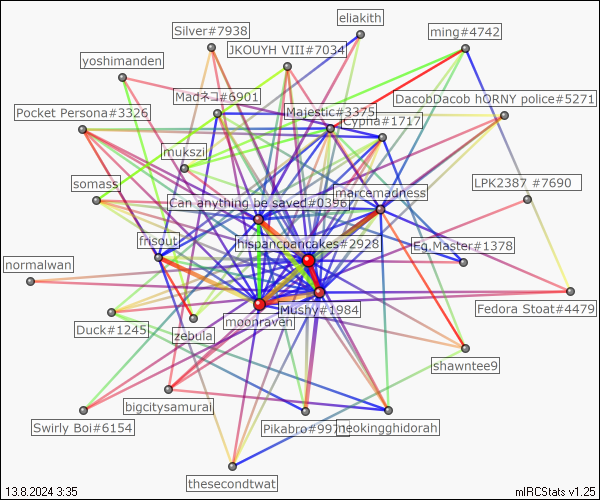 eliakith
Silver#7938
ming#4742
JKOUYH VIII#7034
yoshimanden
Madネコ#6901
DacobDacob hORNY police#5271
Pocket Persona#3326
Majestic#3375
Cypha#1717
mukszi
somass
LPK2387 #7690
marcemadness
Can anything be saved#0396
frisout
hispancpancakes#2928
Eg.Master#1378
normalwan
Fedora Stoat#4479
Mushy#1984
moonraven
Duck#1245
zebula
shawntee9
bigcitysamurai
Swirly Boi#6154
Pikabro#997
neokingghidorah
thesecondtwat
13.8.2024 3:35
mIRCStats v1.25